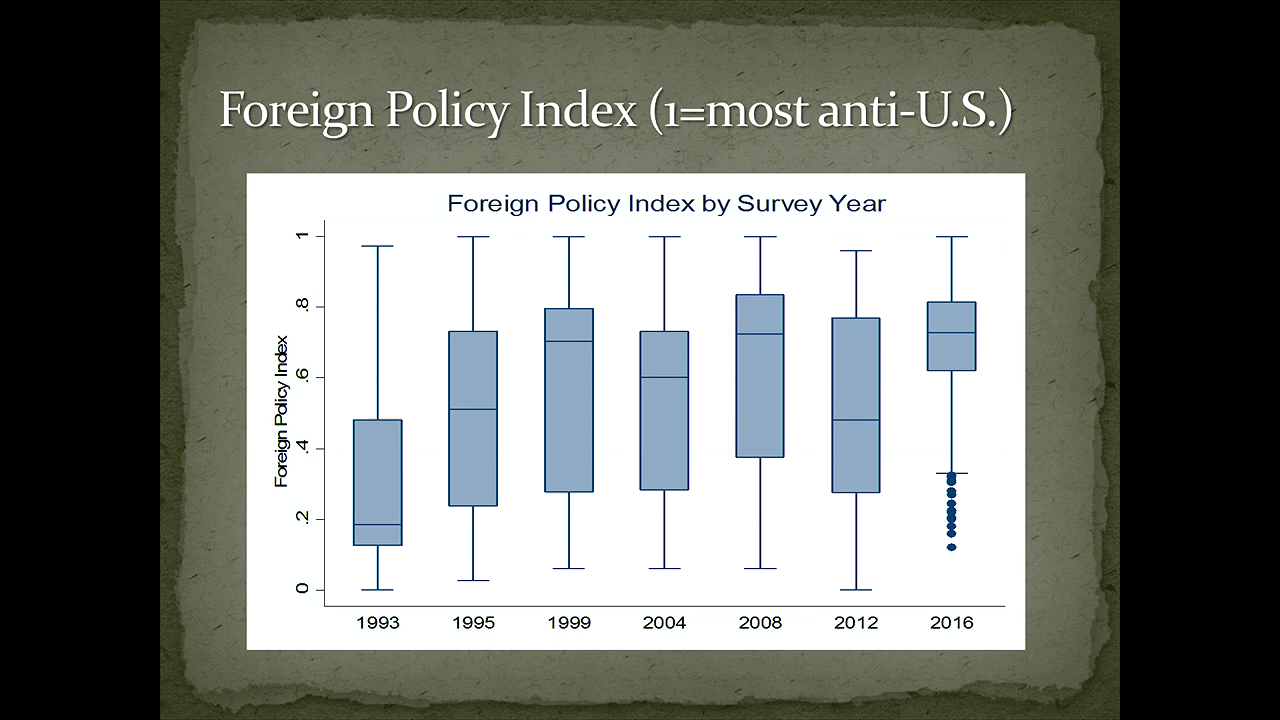 Foreign Policy Index (1=most anti-U.S.)
Foreign Policy Index by Survey Year
Foreign Policy Index
1
.8
.6
.4
.2
0
1993 1995 1999 2004 2008 2012 2016